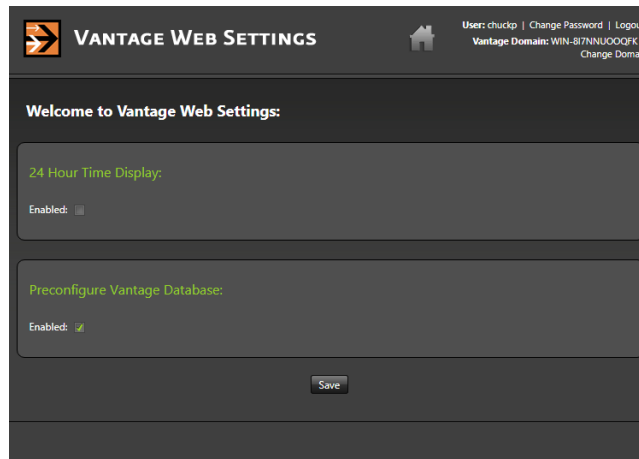 VANTAGE WEB SETTINGS
User: chuckp | Change Password | Logou
Vantage Domain: WIN-8I7NNUOOQFK
Change Doma
Welcome to Vantage Web Settings:
24 Hour Time Display:
Enabled:
Preconfigure Vantage Database:
Enabled:
Save